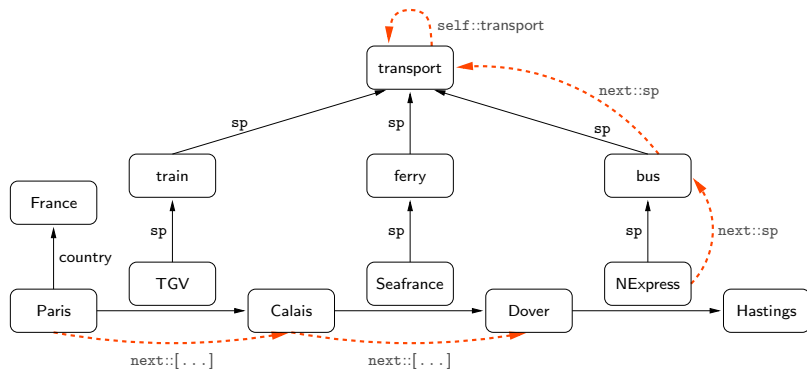 self::transport
transport
next::sp
sp
sp
sp
train
ferry
bus
France
sp
sp
sp
next::sp
country
TGV
Seafrance
NExpress
Paris
Calais
Dover
Hastings
next::[...]
next::[...]